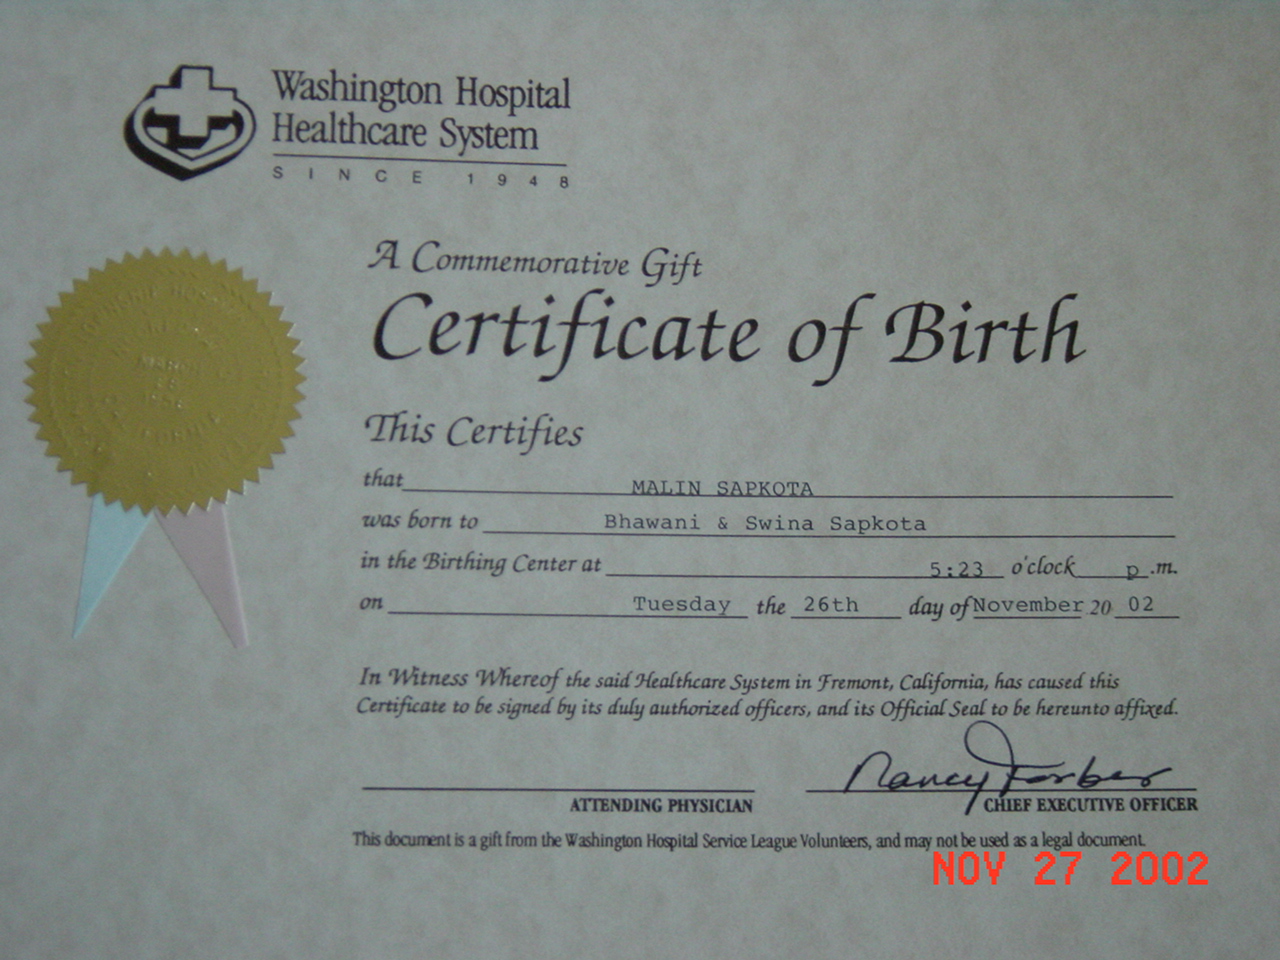 Washington Hospital
Healthcare System
SINCE 1948
A Commemorative Gift
Certificate of Birth
This Certifies
that MALIN SAPKOTA
was born to Bhawani & Swina Sapkota
in the Birthing Center at 5:23 o'clock p.m.
on Tuesday the 26th day of November 20 02
In Witness Whereof the said Healthcare System in Fremont, California, has caused this
Certificate to be signed by its duly authorized officers, and its Official Seal to be hereunto affixed.
Nancy Farber
ATTENDING PHYSICIAN CHIEF EXECUTIVE OFFICER
This document is a gift from the Washington Hospital Service League Volunteers, and may not be used as a legal document.
NOV 27 2002